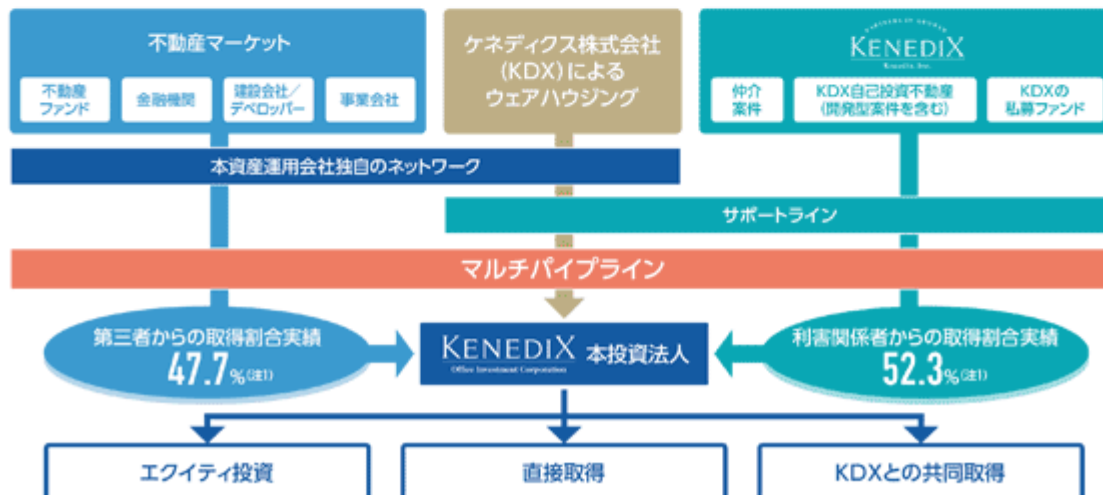 不動産マーケット
不動産
ファンド
金融機関
建設会社／
デベロッパー
事業会社
ケネディクス株式会社
(KDX)による
ウェアハウジング
KENEDIX
Kenedix, Inc.
仲介
案件
KDX自己投資不動産
(開発型案件を含む)
KDXの
私募ファンド
本資産運用会社独自のネットワーク
サポートライン
マルチパイプライン
第三者からの取得割合実績
47.7%(注1)
KENEDIX 本投資法人
Office Investment Corporation
利害関係者からの取得割合実績
52.3%(注1)
エクイティ投資
直接取得
KDXとの共同取得